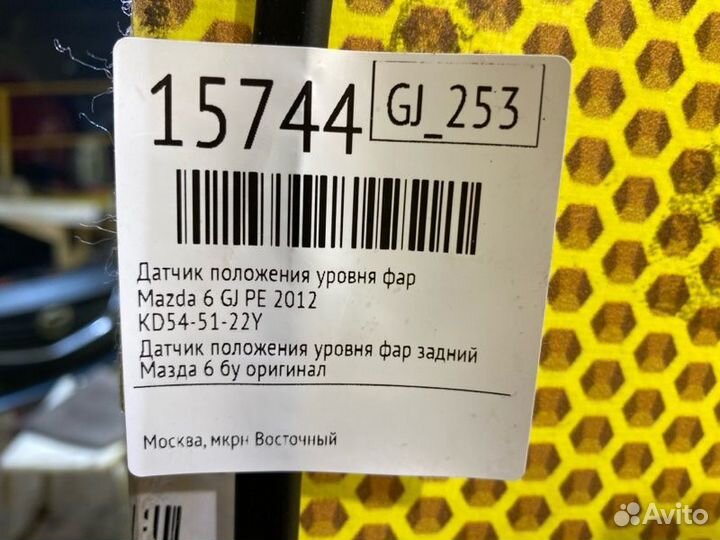 15744
GJ_253
Датчик положения уровня фар
Mazda 6 GJ PE 2012
KD54-51-22Y
Датчик положения уровня фар задний
Мазда 6 бу оригинал
Москва, мкрн Восточный
Avito